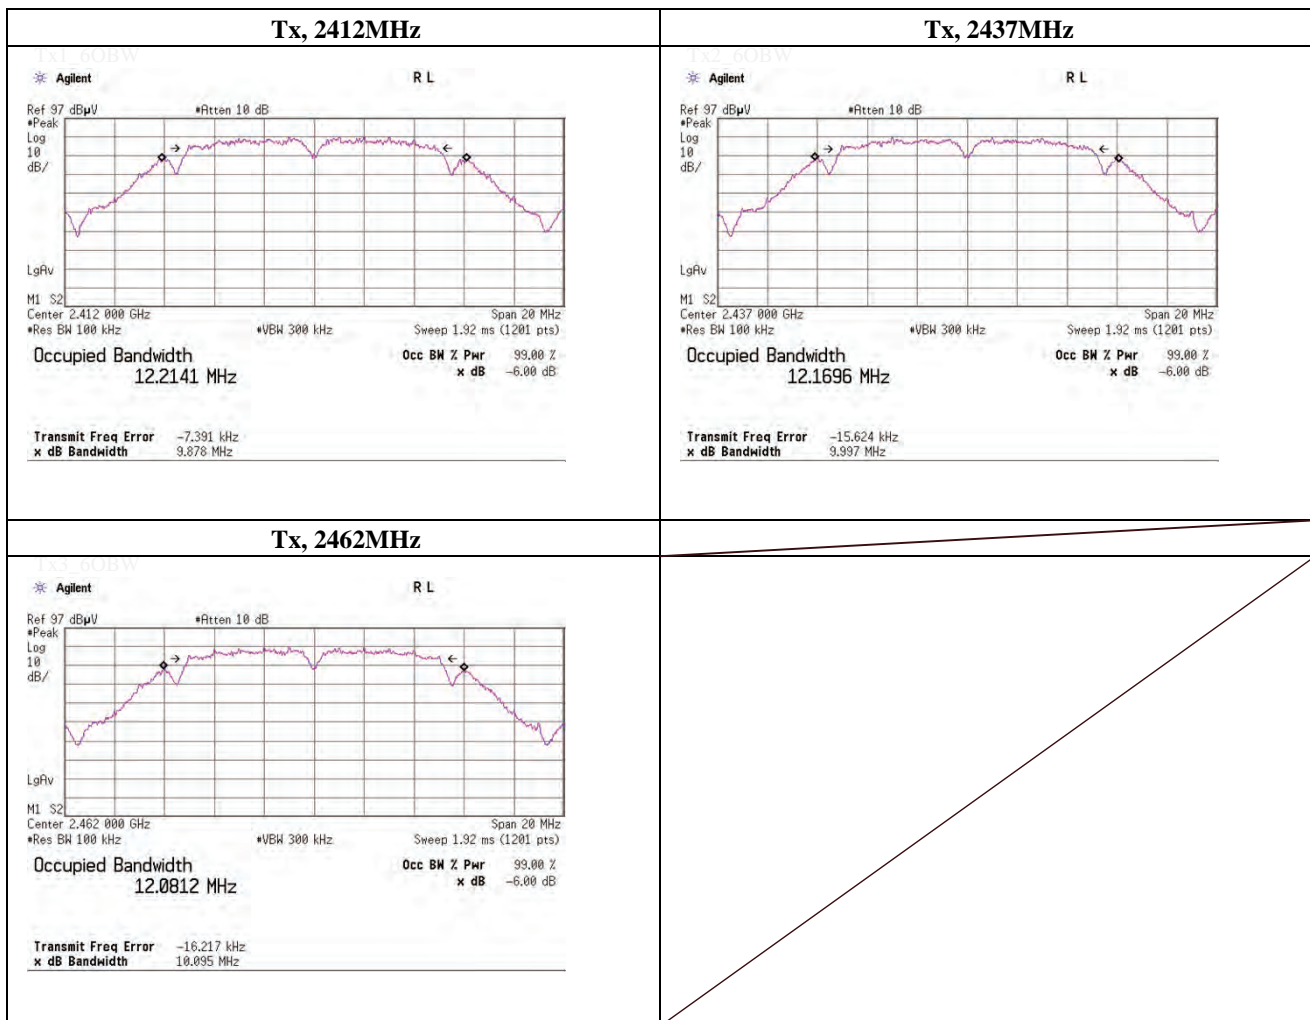 Tx, 2412MHz
Tx1_6OBW
Agilent
R L
Ref 97 dBµV
*Atten 10 dB
*Peak
Log
10
dB/
LgAv
M1 S2
Center 2.412 000 GHz
Span 20 MHz
*Res BW 100 kHz
*VBW 300 kHz
Sweep 1.92 ms (1201 pts)
Occupied Bandwidth
12.2141 MHz
Occ BW % Pwr 99.00 %
x dB -6.00 dB
Transmit Freq Error -7.391 kHz
x dB Bandwidth 9.878 MHz
Tx, 2437MHz
Tx2_6OBW
Agilent
R L
Ref 97 dBµV
*Atten 10 dB
*Peak
Log
10
dB/
LgAv
M1 S2
Center 2.437 000 GHz
Span 20 MHz
*Res BW 100 kHz
*VBW 300 kHz
Sweep 1.92 ms (1201 pts)
Occupied Bandwidth
12.1696 MHz
Occ BW % Pwr 99.00 %
x dB -6.00 dB
Transmit Freq Error -15.624 kHz
x dB Bandwidth 9.997 MHz
Tx, 2462MHz
Tx3_6OBW
Agilent
R L
Ref 97 dBµV
*Atten 10 dB
*Peak
Log
10
dB/
LgAv
M1 S2
Center 2.462 000 GHz
Span 20 MHz
*Res BW 100 kHz
*VBW 300 kHz
Sweep 1.92 ms (1201 pts)
Occupied Bandwidth
12.0812 MHz
Occ BW % Pwr 99.00 %
x dB -6.00 dB
Transmit Freq Error -16.217 kHz
x dB Bandwidth 10.095 MHz